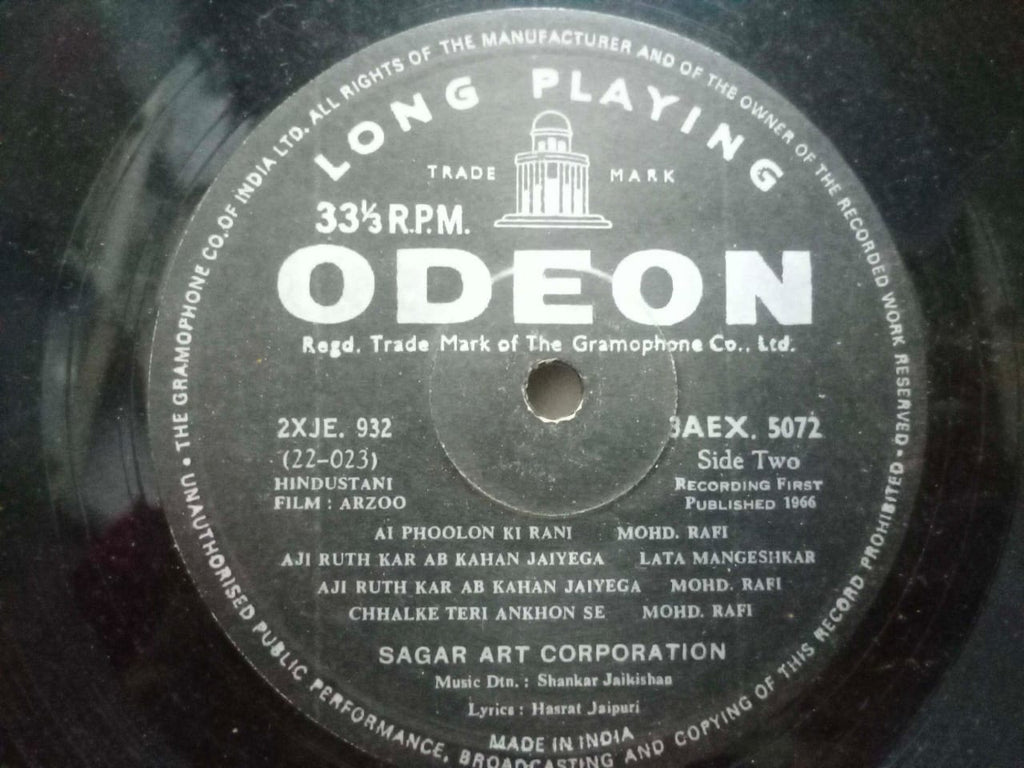 • THE GRAMOPHONE CO. OF INDIA LTD. ALL RIGHTS OF THE MANUFACTURER AND OF THE OWNER OF THE RECORDED WORK RESERVED • UNAUTHORISED PUBLIC PERFORMANCE, BROADCASTING AND COPYING OF THIS RECORD PROHIBITED
LONG PLAYING
TRADE MARK
33⅓ R.P.M.
ODEON
Regd. Trade Mark of The Gramophone Co., Ltd.
2XJE. 932 3AEX. 5072
(22-023) Side Two
HINDUSTANI RECORDING FIRST
FILM : ARZOO PUBLISHED 1966
AI PHOOLON KI RANI MOHD. RAFI
AJI RUTH KAR AB KAHAN JAIYEGA LATA MANGESHKAR
AJI RUTH KAR AB KAHAN JAIYEGA MOHD. RAFI
CHHALKE TERI ANKHON SE MOHD. RAFI
SAGAR ART CORPORATION
Music Dtn. : Shankar Jaikishan
Lyrics : Hasrat Jaipuri
MADE IN INDIA